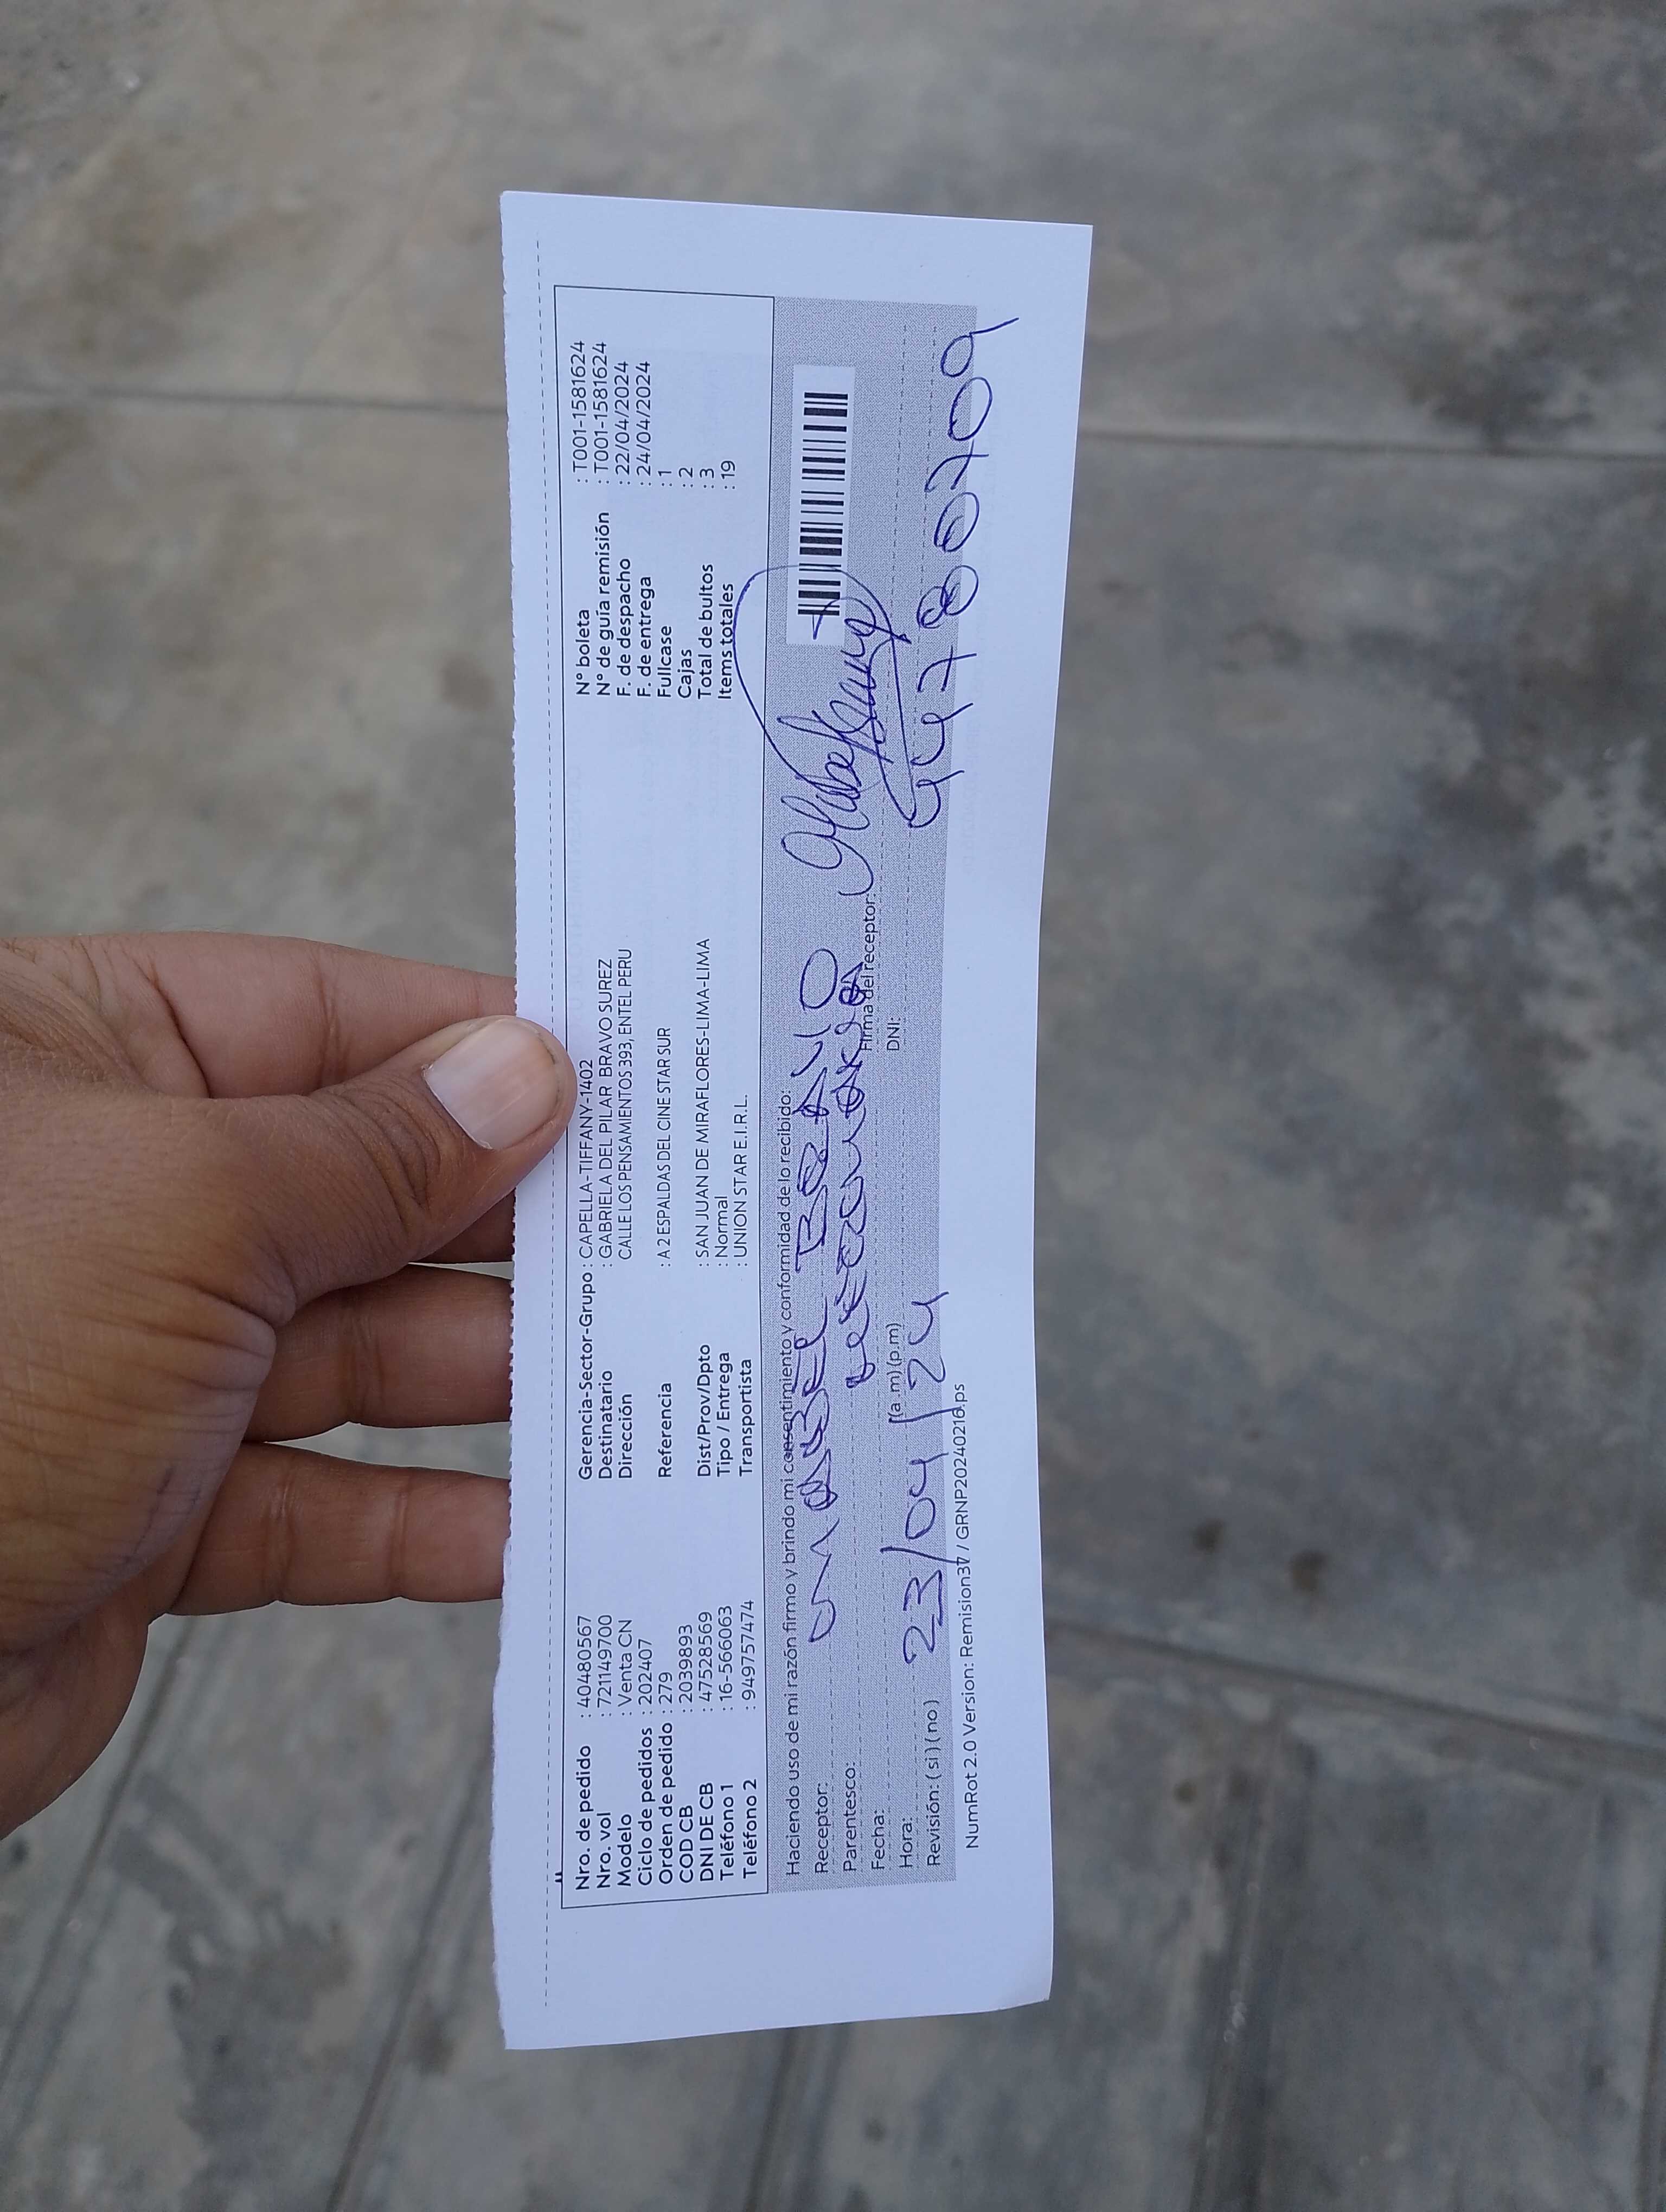 Nro. de pedido : 40480567 Gerencia-Sector-Grupo : CAPELLA-TIFFANY-1402 N° boleta : T001-1581624
Nro. vol : 721149700 Destinatario : GABRIELA DEL PILAR BRAVO SUREZ N° de guía remisión : T001-1581624
Modelo : Venta CN Dirección CALLE LOS PENSAMIENTOS 393, ENTEL PERU F. de despacho : 22/04/2024
Ciclo de pedidos : 202407 F. de entrega : 24/04/2024
Orden de pedido : 279 Referencia : A 2 ESPALDAS DEL CINE STAR SUR Fullcase : 1
COD CB : 2039893 Cajas : 2
DNI DE CB : 47528569 Dist/Prov/Dpto : SAN JUAN DE MIRAFLORES-LIMA-LIMA Total de bultos : 3
Teléfono 1 : 16-566063 Tipo / Entrega : Normal Items totales : 19
Teléfono 2 : 949757474 Transportista : UNION STAR E.I.R.L.
Haciendo uso de mi razón firmo y brindo mi consentimiento y conformidad de lo recibido:
Receptor: MABEL BRAVO
Parentesco:
Fecha: Firma del receptor:
Hora: 23/04/24 (a.m) (p.m) DNI:
Revisión: ( si ) ( no )
NumRot 2.0 Version: Remision37 / GRNP20240216.ps